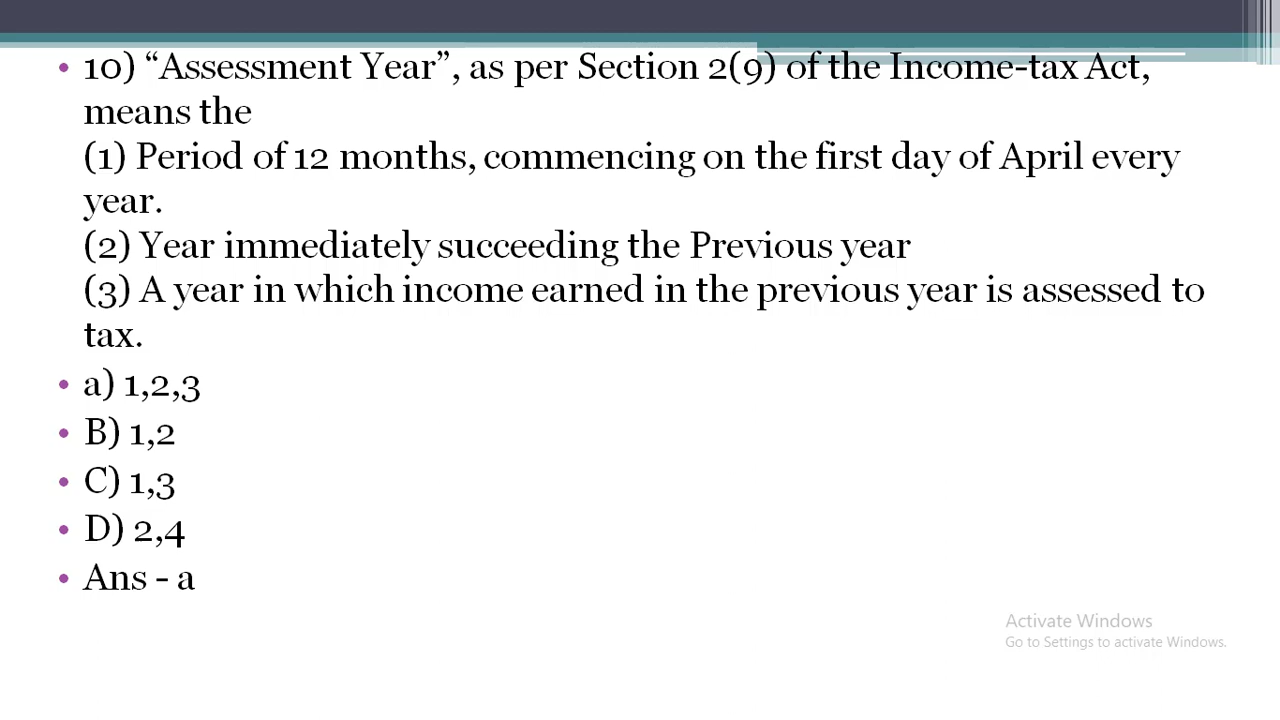 • 10) “Assessment Year”, as per Section 2(9) of the Income-tax Act,
means the
(1) Period of 12 months, commencing on the first day of April every
year.
(2) Year immediately succeeding the Previous year
(3) A year in which income earned in the previous year is assessed to
tax.
• a) 1,2,3
• B) 1,2
• C) 1,3
• D) 2,4
• Ans - a
Activate Windows
Go to Settings to activate Windows.